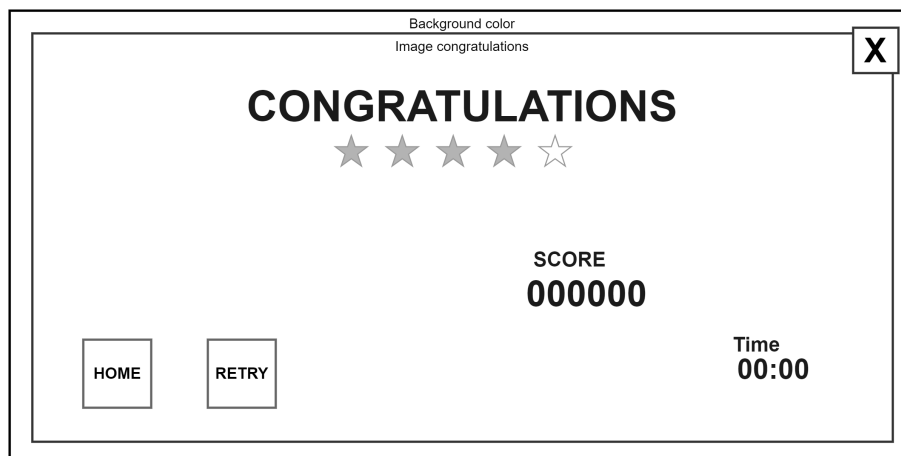 Background color
Image congratulations
X
CONGRATULATIONS
SCORE
000000
Time
00:00
HOME
RETRY